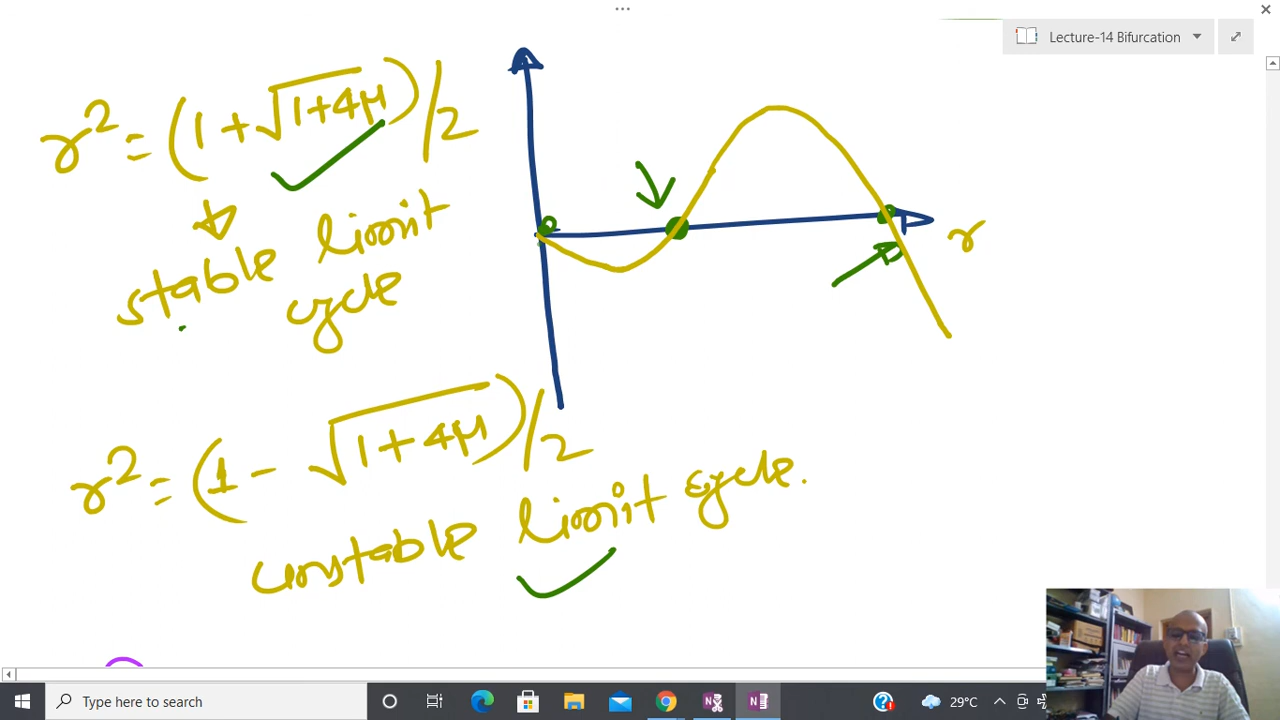 Lecture-14 Bifurcation
r² = (1 + √1+4μ)/2
stable limit
cycle
r
r² = (1 - √1+4μ)/2
unstable limit cycle.
Type here to search
29°C